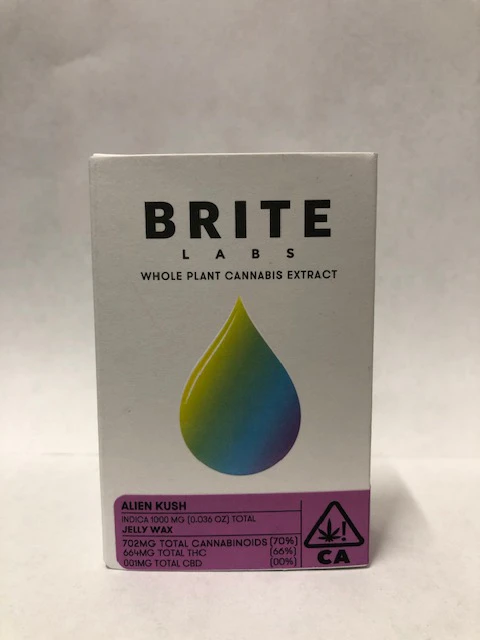 BRITE
LABS
WHOLE PLANT CANNABIS EXTRACT
ALIEN KUSH
INDICA 1000 MG (0.036 OZ) TOTAL
JELLY WAX
702MG TOTAL CANNABINOIDS (70%)
664MG TOTAL THC (66%)
001MG TOTAL CBD (00%)
!
CA